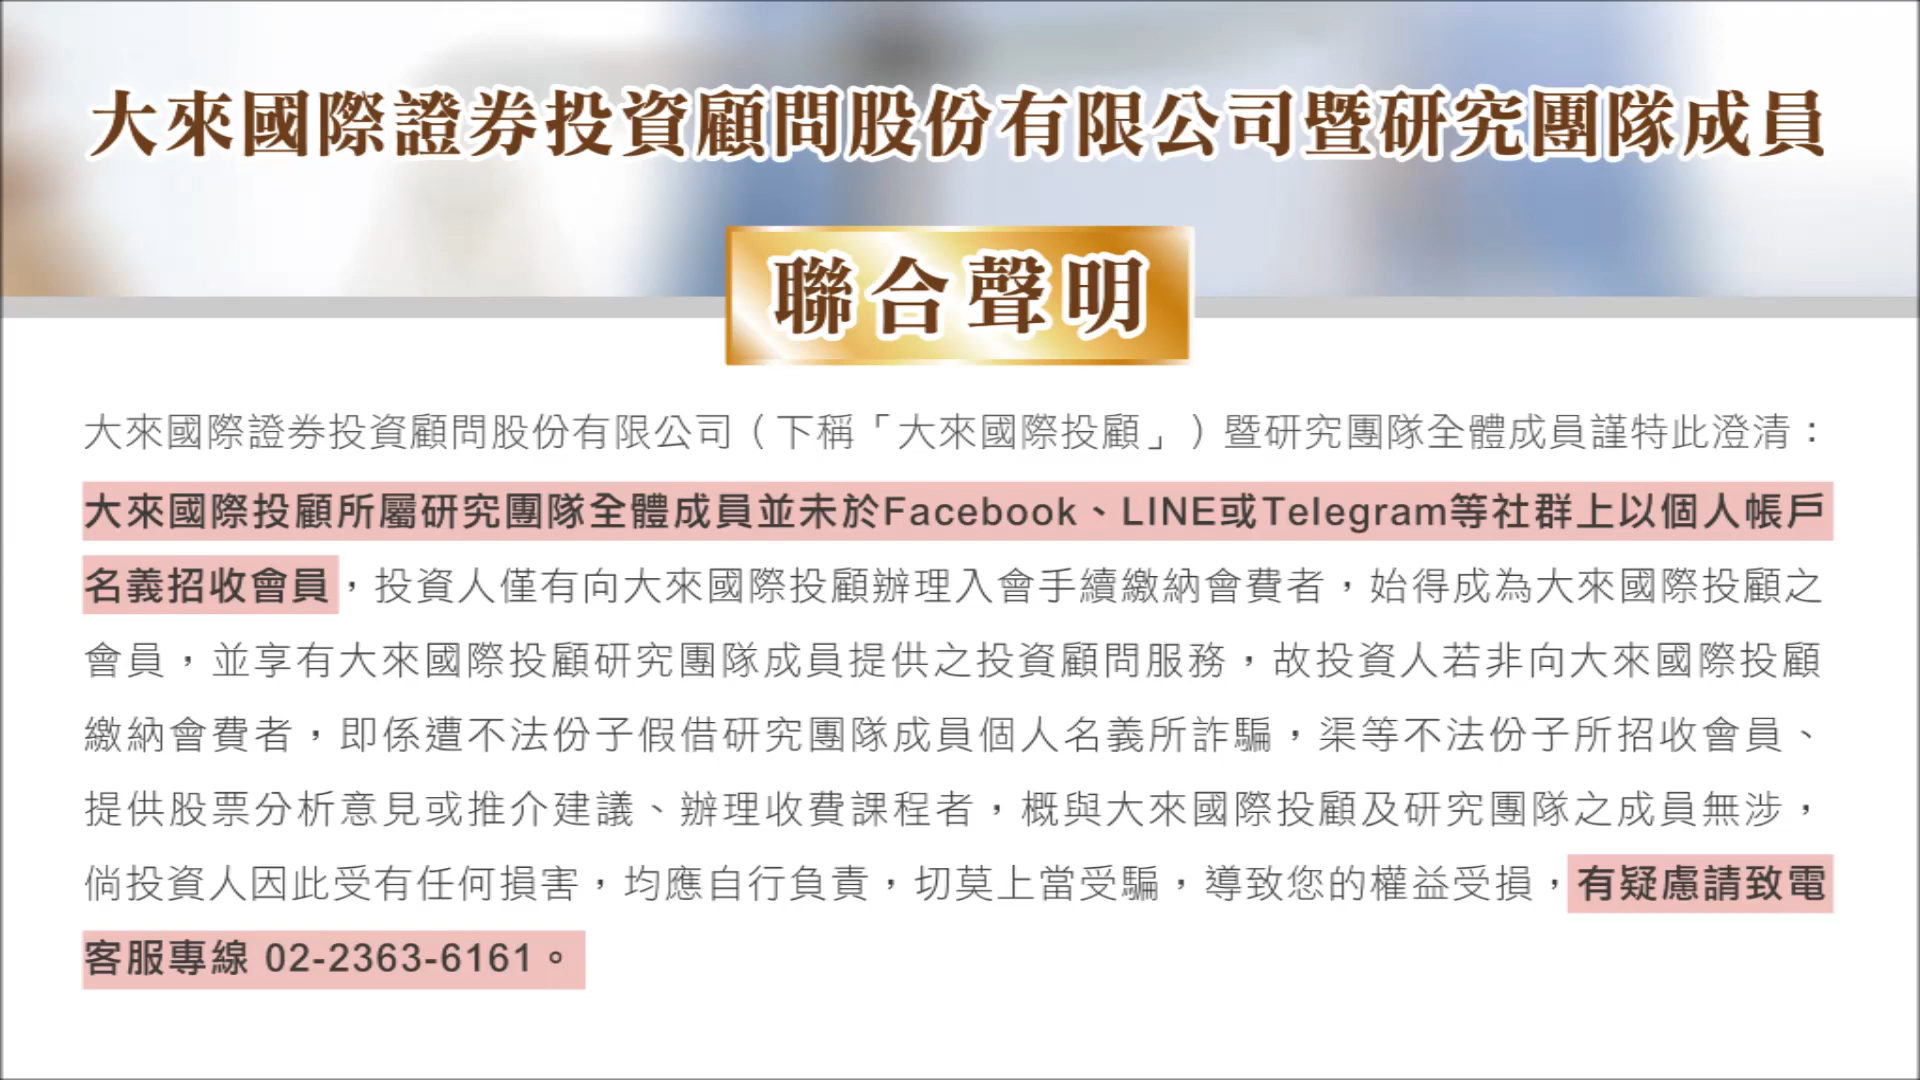 大來國際證券投資顧問股份有限公司暨研究團隊成員
聯合聲明
大來國際證券投資顧問股份有限公司（下稱「大來國際投顧」）暨研究團隊全體成員謹特此澄清：
大來國際投顧所屬研究團隊全體成員並未於Facebook、LINE或Telegram等社群上以個人帳戶
名義招收會員，投資人僅有向大來國際投顧辦理入會手續繳納會費者，始得成為大來國際投顧之
會員，並享有大來國際投顧研究團隊成員提供之投資顧問服務，故投資人若非向大來國際投顧
繳納會費者，即係遭不法份子假借研究團隊成員個人名義所詐騙，渠等不法份子所招收會員、
提供股票分析意見或推介建議、辦理收費課程者，概與大來國際投顧及研究團隊之成員無涉，
倘投資人因此受有任何損害，均應自行負責，切莫上當受騙，導致您的權益受損，有疑慮請致電
客服專線 02-2363-6161。